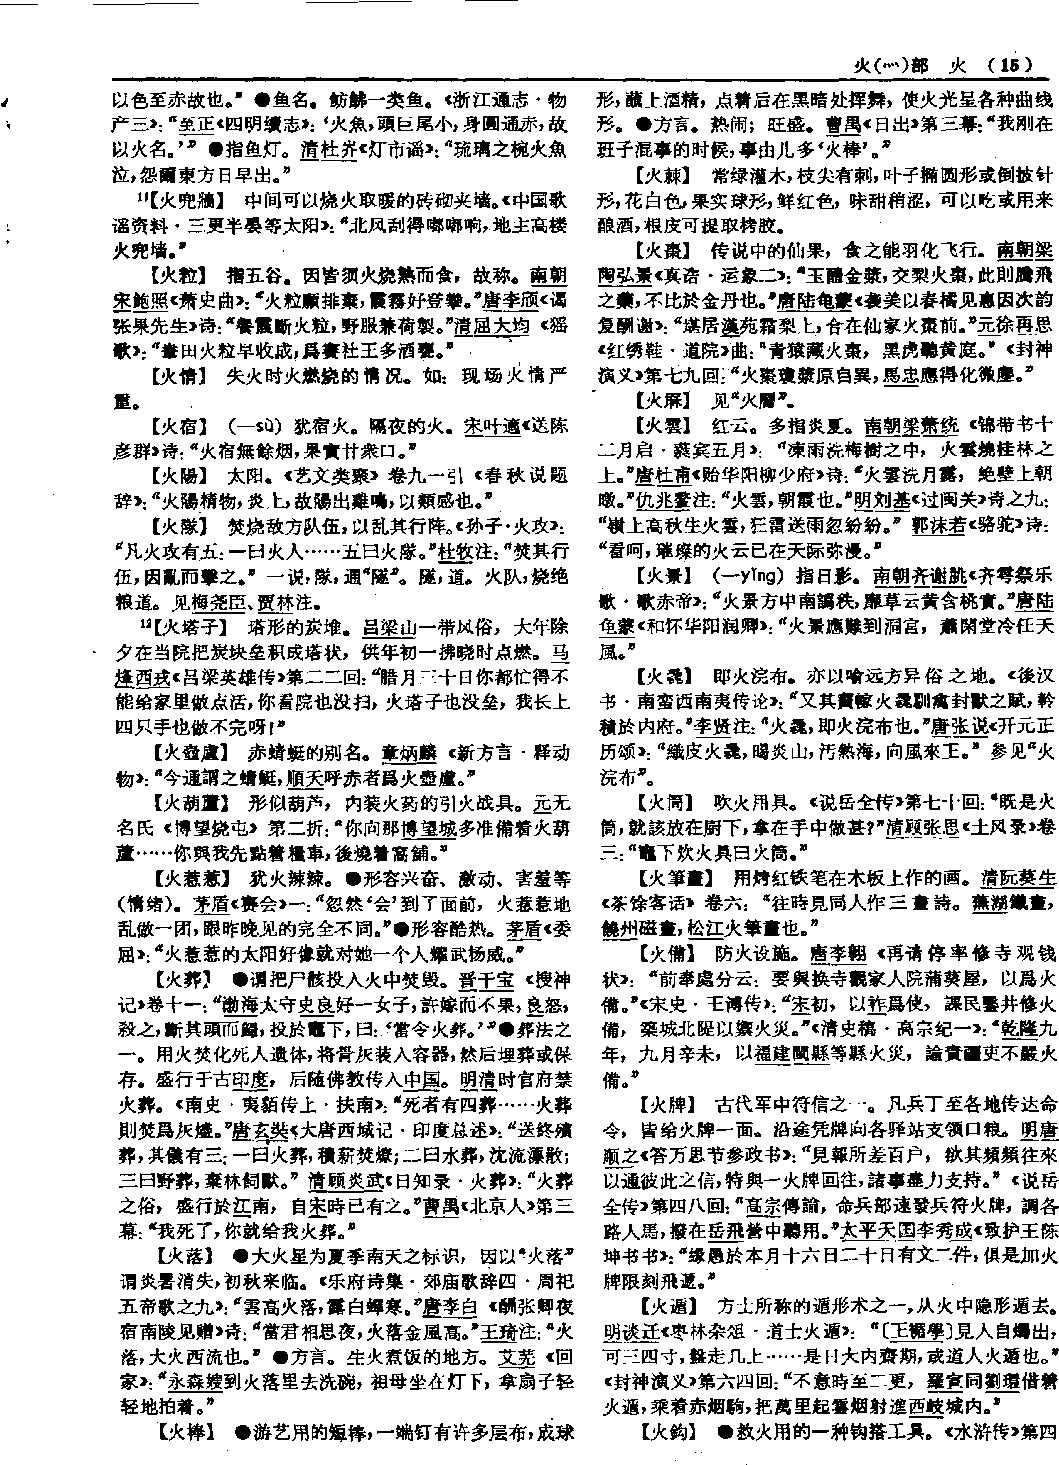 火(灬)部　火　（15）
以色至赤故也。”●鱼名。魴鮄一类鱼。《浙江通志·物
产三》：“至正《四明續志》：‘火魚，頭巨尾小，身圓通赤，故
以火名。’”●指鱼灯。清杜岕《灯市谣》：“琉璃之椀火魚
泣，怨爾東方日早出。”
11【火兜牆】　中间可以烧火取暖的砖砌夹墙。《中国歌
谣资料·三更半晏等太阳》：“北风刮得啷啷响，地主高楼
火兜墙。”
【火粒】　指五谷。因皆须火烧熟而食，故称。南朝
宋鲍照《萧史曲》：“火粒願排棄，霞霧好登攀。”唐李颀《谒
张果先生》诗：“餐霞断火粒，野服兼荷製。”清屈大均《猺
歌》：“畬田火粒早收成，爲賽社王多酒甕。”
【火情】　失火时火燃烧的情况。如：现场火情严
重。
【火宿】（—sù）犹宿火。隔夜的火。宋叶適《送陈
彦群》诗：“火宿無餘烟，果實甘衆口。”
【火陽】　太阳。《艺文类聚》卷九一引《春秋说题
辞》：“火陽精物，炎上，故陽出雞鳴，以類感也。”
【火隊】　焚烧敌方队伍，以乱其行阵。《孙子·火攻》：
“凡火攻有五：一曰火人……五曰火隊。”杜牧注：“焚其行
伍，因亂而擊之。”一说，隊，通“隧”。隧，道。火队，烧绝
粮道。见梅尧臣、贾林注。
12【火塔子】　塔形的炭堆。吕梁山一带风俗，大年除
夕在当院把炭块垒积成塔状，供年初一拂晓时点燃。马
烽西戎《吕梁英雄传》第二二回：“腊月三十日你都忙得不
能给家里做点活，你看院也没扫，火塔子也没垒，我长上
四只手也做不完呀！”
【火壺盧】　赤蜻蜓的别名。章炳麟《新方言·释动
物》：“今通謂之蜻蜓，順天呼赤者爲火壺盧。”
【火葫蘆】　形似葫芦，内装火药的引火战具。元无
名氏《博望烧屯》第二折：“你向那博望城多准備着火葫
蘆……你與我先點着糧車，後燒着窩鋪。”
【火惹惹】　犹火辣辣。●形容兴奋、激动、害羞等
(情绪)。茅盾《赛会》一：“忽然‘会’到了面前，火惹惹地
乱做一团，跟昨晚见的完全不同。”●形容酷热。茅盾《委
屈》：“火惹惹的太阳好像就对她一个人耀武扬威。”
【火葬】　●谓把尸骸投入火中焚毁。晋干宝《搜神
记》卷十一：“渤海太守史良好一女子，許嫁而不果，良怒，
殺之，斷其頭而歸，投於竈下，曰：‘當令火葬。’”●葬法之
一。用火焚化死人遗体，将骨灰装入容器，然后埋葬或保
存。盛行于古印度，后随佛教传入中国。明清时官府禁
火葬。《南史·夷貊传上·扶南》：“死者有四葬……火葬
則焚爲灰燼。”唐玄奘《大唐西域记·印度总述》：“送終殯
葬，其儀有三：一曰火葬，積薪焚燎；二曰水葬，沈流漂散；
三曰野葬，棄林飼獸。”清顾炎武《日知录·火葬》：“火葬
之俗，盛行於江南，自宋時已有之。”曹禺《北京人》第三
幕：“我死了，你就给我火葬。”
【火落】　●大火星为夏季南天之标识，因以“火落”
谓炎暑消失，初秋来临。《乐府诗集·郊庙歌辞四·周祀
五帝歌之九》：“雲高火落，露白蟬寒。”唐李白《酬张卿夜
宿南陵见赠》诗：“當君相思夜，火落金風高。”王琦注：“火
落，大火西流也。”●方言。生火煮饭的地方。艾芜《回
家》：“永森嫂到火落里去洗碗，祖母坐在灯下，拿扇子轻
轻地拍着。”
【火棒】　●游艺用的短棒，一端钉有许多层布，成球
形，蘸上酒精，点着后在黑暗处挥舞，使火光呈各种曲线
形。●方言。热闹；旺盛。曹禺《日出》第三幕：“我刚在
班子混事的时候，事由儿多‘火棒’。”
【火棘】　常绿灌木，枝尖有刺，叶子椭圆形或倒披针
形，花白色，果实球形，鲜红色，味甜稍涩，可以吃或用来
酿酒，根皮可提取栲胶。
【火棗】　传说中的仙果，食之能羽化飞行。南朝梁
陶弘景《真诰·运象二》：“玉醴金漿，交梨火棗，此則騰飛
之藥，不比於金丹也。”唐陆龟蒙《袭美以春橘见惠因次韵
复酬谢》：“堪居漢苑霜梨上，合在仙家火棗前。”元徐再思
《红绣鞋·道院》曲：“青猿藏火棗，黑虎聽黄庭。”《封神
演义》第七九回：“火棗瓊漿原自異，馬忠應得化微塵。”
【火厤】　见“火曆”。
【火雲】　红云。多指炎夏。南朝梁萧统《锦带书十
二月启·蕤宾五月》：“凍雨洗梅樹之中，火雲燒桂林之
上。”唐杜甫《贻华阳柳少府》诗：“火雲洗月露，絶壁上朝
暾。”仇兆鳌注：“火雲，朝霞也。”明刘基《过闽关》诗之九：
“嶺上高秋生火雲，狂雷送雨忽紛紛。”郭沫若《骆驼》诗：
“看呵，璀璨的火云已在天际弥漫。”
【火景】（—yǐng）指日影。南朝齐谢朓《齐雩祭乐
歌·歌赤帝》：“火景方中南譌秩，靡草云黄含桃實。”唐陆
龟蒙《和怀华阳润卿》：“火景應難到洞宫，蕭閑堂冷任天
風。”
【火毳】　即火浣布。亦以喻远方异俗之地。《後汉
书·南蛮西南夷传论》：“又其賨幏火毳馴禽封獸之賦，軨
積於内府。”李贤注：“火毳，即火浣布也。”唐张说《开元正
历颂》：“織皮火毳，暍炎山，汚熱海，向風來王。”参见“火
浣布”。
【火筒】　吹火用具。《说岳全传》第七十回：“既是火
筒，就該放在厨下，拿在手中做甚？”清顾张思《土风录》卷
三：“竈下炊火具曰火筒。”
【火筆畫】　用烤红铁笔在木板上作的画。清阮葵生
《茶馀客话》卷六：“往時見同人作三畫詩。蕪湖鐵畫，
饒州磁畫，松江火筆畫也。”
【火備】　防火设施。唐李翱《再请停率修寺观钱
状》：“前奉處分云：要與换寺觀家人院蒲葵屋，以爲火
備。”《宋史·王溥传》：“宋初，以祚爲使，課民鑿井修火
備，築城北隄以禦火災。”《清史稿·高宗纪一》：“乾隆九
年，九月辛未，以福建閩縣等縣火災，諭責疆吏不嚴火
備。”
【火牌】　古代军中符信之一。凡兵丁至各地传达命
令，皆给火牌一面。沿途凭牌向各驿站支领口粮。明唐
顺之《答万思节参政书》：“見報所差百户，欲其頻頻往來
以通彼此之信，特與一火牌回往，諸事盡力支持。”《说岳
全传》第四八回：“高宗傳諭，命兵部速發兵符火牌，調各
路人馬，撥在岳飛營中聽用。”太平天国李秀成《致护王陈
坤书书》：“緣愚於本月十六日二十日有文二件，俱是加火
牌限刻飛遞。”
【火遁】　方士所称的遁形术之一，从火中隐形遁去。
明谈迁《枣林杂俎·道士火遁》：“〔王範學〕見人自爐出，
可三四寸，盤走几上……是日大内齋期，或道人火遁也。”
《封神演义》第六四回：“不意時至二更，羅宣同劉環借着
火遁，乘着赤烟駒，把萬里起雲烟射進西岐城内。”
【火鈎】　●救火用的一种钩搭工具。《水浒传》第四